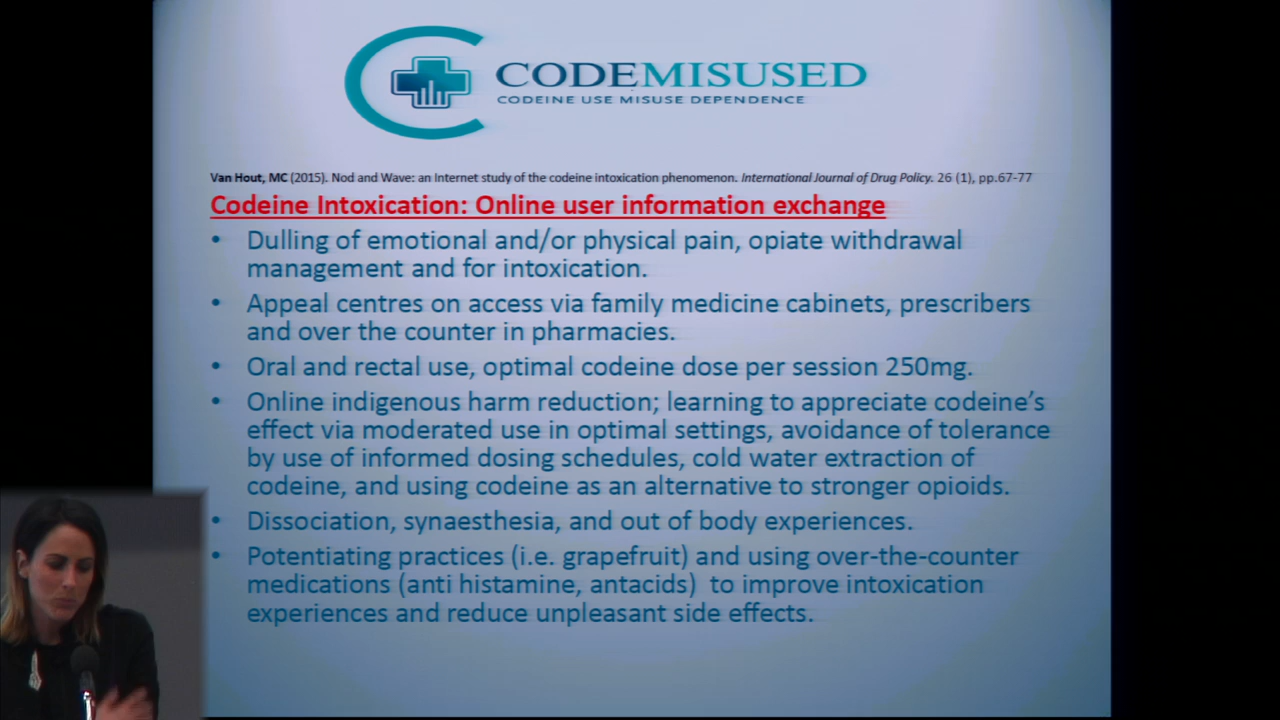 CODEMISUSED
CODEINE USE MISUSE DEPENDENCE
Van Hout, MC (2015). Nod and Wave: an Internet study of the codeine intoxication phenomenon. International Journal of Drug Policy. 26 (1), pp.67-77
Codeine Intoxication: Online user information exchange
• Dulling of emotional and/or physical pain, opiate withdrawal
management and for intoxication.
• Appeal centres on access via family medicine cabinets, prescribers
and over the counter in pharmacies.
• Oral and rectal use, optimal codeine dose per session 250mg.
• Online indigenous harm reduction; learning to appreciate codeine's
effect via moderated use in optimal settings, avoidance of tolerance
by use of informed dosing schedules, cold water extraction of
codeine, and using codeine as an alternative to stronger opioids.
• Dissociation, synaesthesia, and out of body experiences.
• Potentiating practices (i.e. grapefruit) and using over-the-counter
medications (anti histamine, antacids) to improve intoxication
experiences and reduce unpleasant side effects.